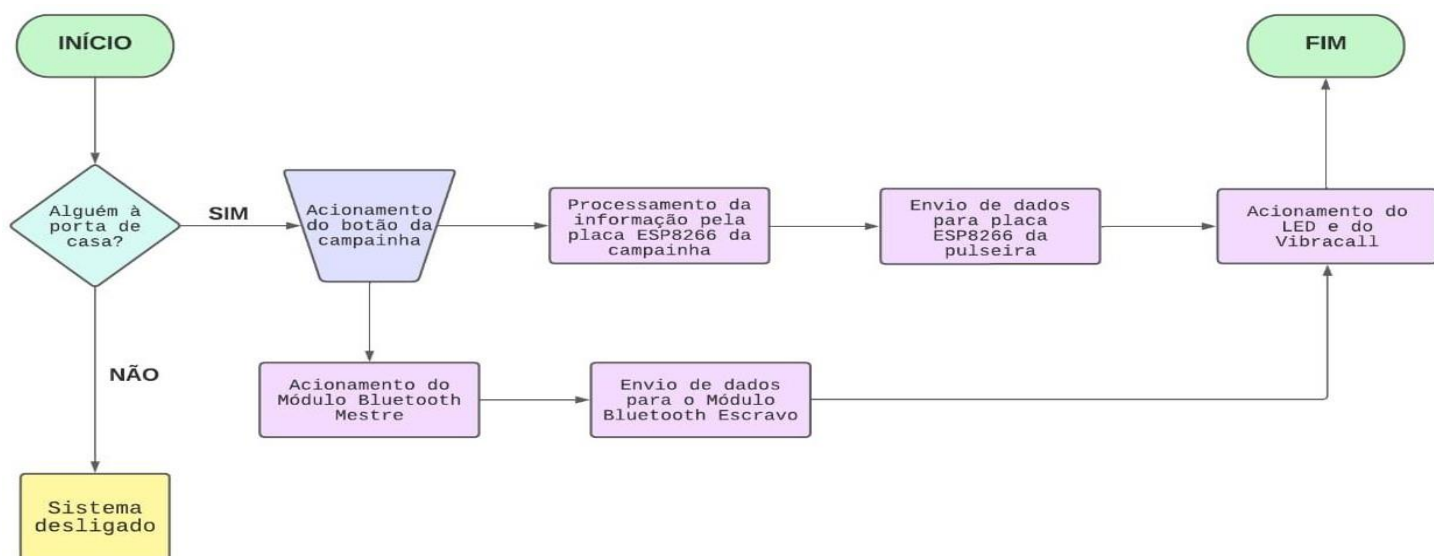 INÍCIO
FIM
Alguém à
porta de
casa?
SIM
Acionamento
do botão da
campainha
Processamento da
informação pela
placa ESP8266 da
campainha
Envio de dados
para placa
ESP8266 da
pulseira
Acionamento do
LED e do
Vibracall
NÃO
Acionamento do
Módulo Bluetooth
Mestre
Envio de dados
para o Módulo
Bluetooth Escravo
Sistema
desligado